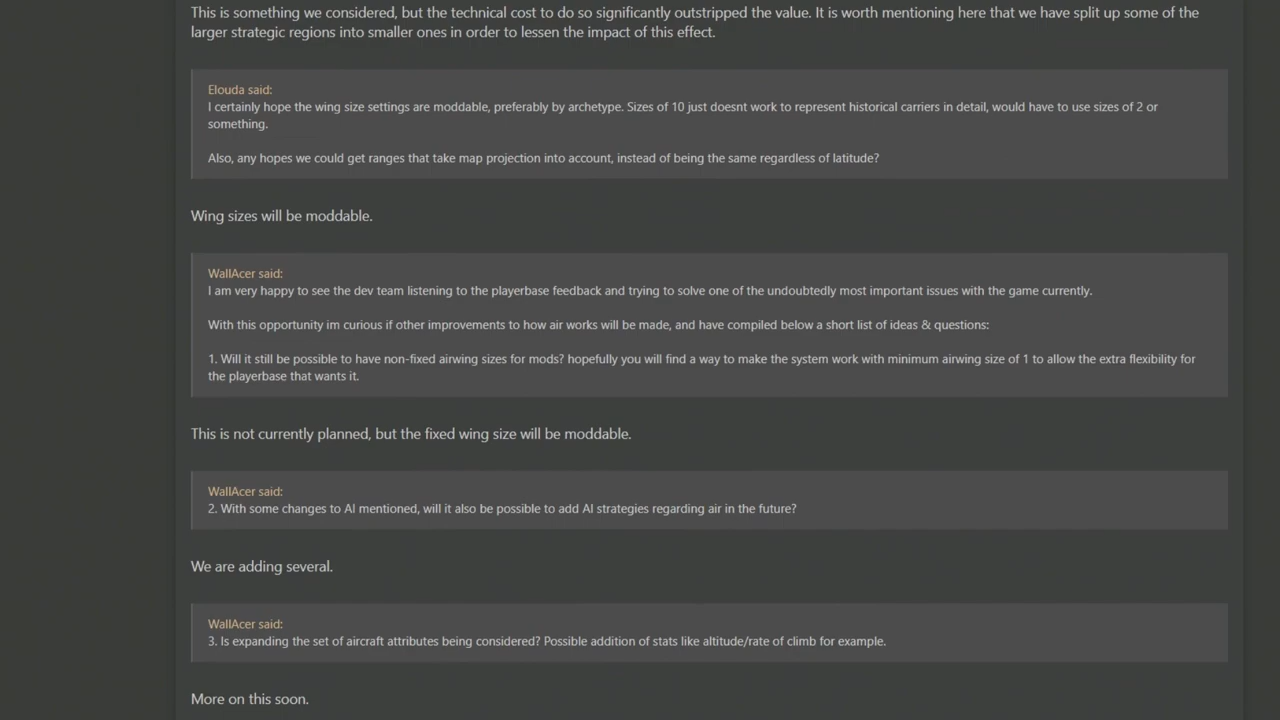 This is something we considered, but the technical cost to do so significantly outstripped the value. It is worth mentioning here that we have split up some of the
larger strategic regions into smaller ones in order to lessen the impact of this effect.
Elouda said:
I certainly hope the wing size settings are moddable, preferably by archetype. Sizes of 10 just doesnt work to represent historical carriers in detail, would have to use sizes of 2 or
something.
Also, any hopes we could get ranges that take map projection into account, instead of being the same regardless of latitude?
Wing sizes will be moddable.
WallAcer said:
I am very happy to see the dev team listening to the playerbase feedback and trying to solve one of the undoubtedly most important issues with the game currently.
With this opportunity im curious if other improvements to how air works will be made, and have compiled below a short list of ideas & questions:
1. Will it still be possible to have non-fixed airwing sizes for mods? hopefully you will find a way to make the system work with minimum airwing size of 1 to allow the extra flexibility for
the playerbase that wants it.
This is not currently planned, but the fixed wing size will be moddable.
WallAcer said:
2. With some changes to AI mentioned, will it also be possible to add AI strategies regarding air in the future?
We are adding several.
WallAcer said:
3. Is expanding the set of aircraft attributes being considered? Possible addition of stats like altitude/rate of climb for example.
More on this soon.